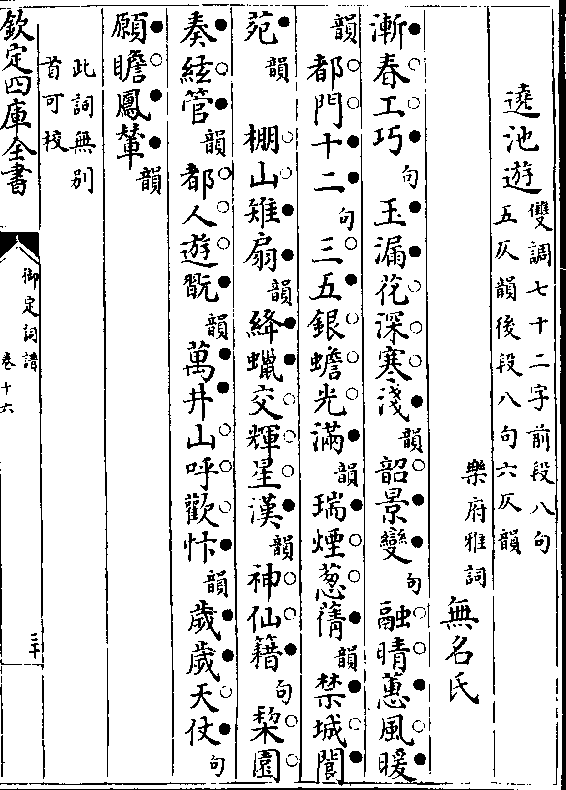 遶池遊雙調七十二字前段八句
五仄韻後段八句六仄韻
樂府雅詞 無名氏
漸春工巧句玉漏花深寒淺韻韶景變句融晴蕙風暖
韻都門十二句三五銀蟾光滿韻瑞煙葱蒨韻禁城閬
苑韻 棚山雉扇韻絳蠟交輝星漢韻神仙籍句棃園
奏絃管韻都人遊翫韻萬井山呼歡忭韻歲歲天仗句
願瞻鳳輦韻
此詞無別
首可校
欽定四庫全書
御定詞譜
卷十六